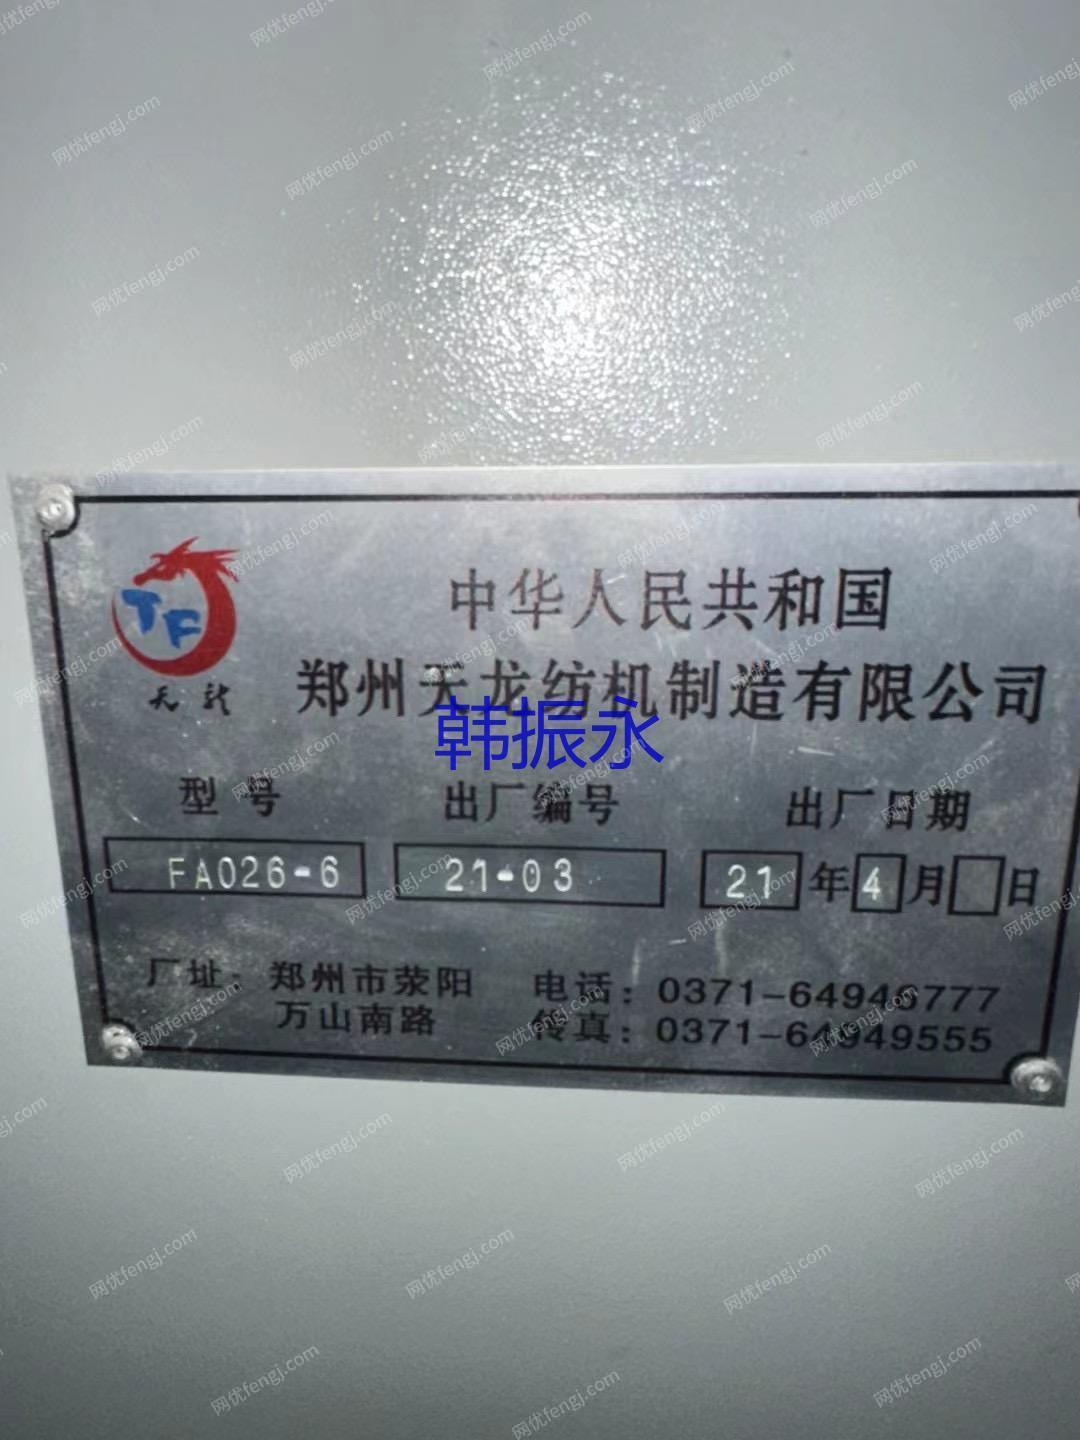 中华人民共和国
TF
天龙
郑州天龙纺机制造有限公司
韩振永
型号 出厂编号 出厂日期
FA026-6 21-03 21年4月 日
厂址：郑州市荥阳 电话：0371-64946777
万山南路 传真：0371-64949555
网优fengj.com